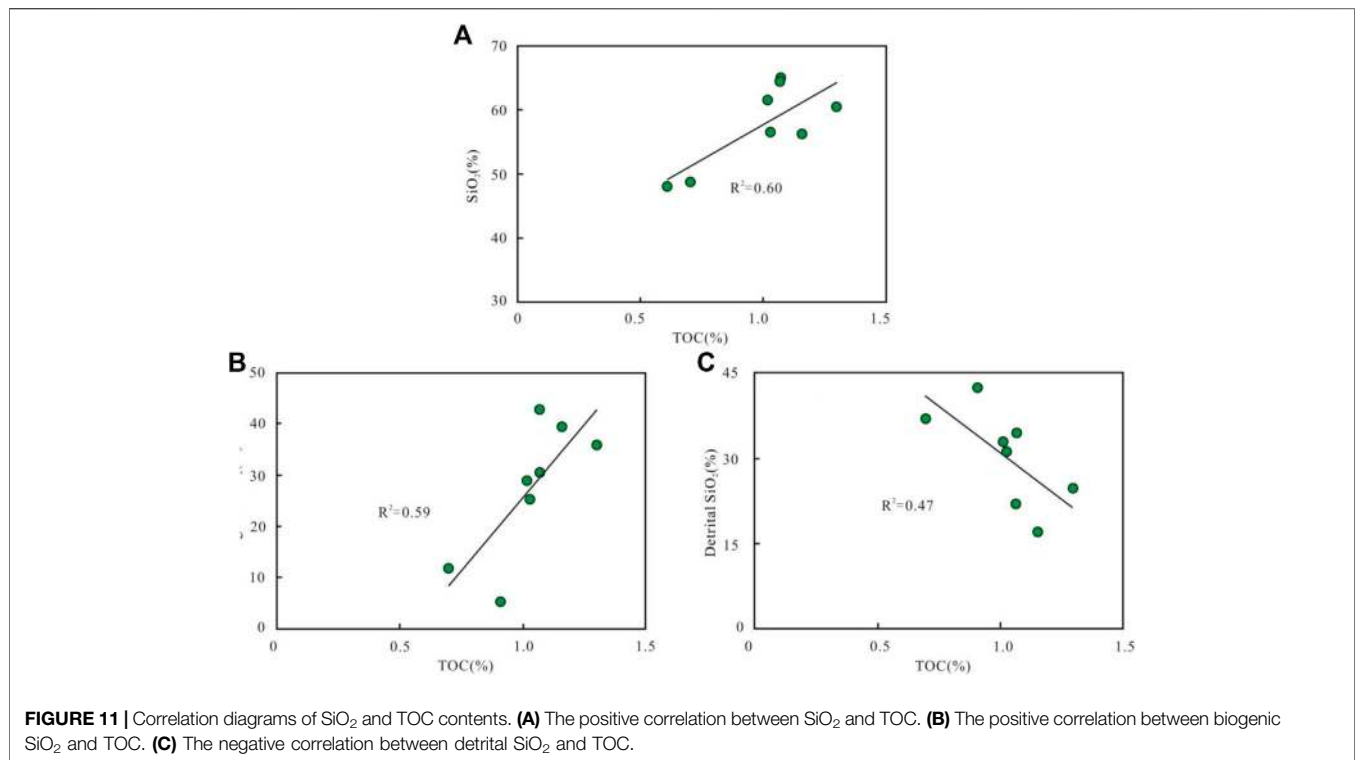 A
70
60
50
40
30
SiO₂(%)
R²=0.60
0 0.5 1.0 1.5
TOC(%)
B
50
40
30
20
10
0
R²=0.59
0 0.5 1.0 1.5
TOC(%)
C
45
30
15
0
Detrital SiO₂(%)
R²=0.47
0 0.5 1.0 1.5
TOC(%)
FIGURE 11 | Correlation diagrams of SiO₂ and TOC contents. (A) The positive correlation between SiO₂ and TOC. (B) The positive correlation between biogenic
SiO₂ and TOC. (C) The negative correlation between detrital SiO₂ and TOC.